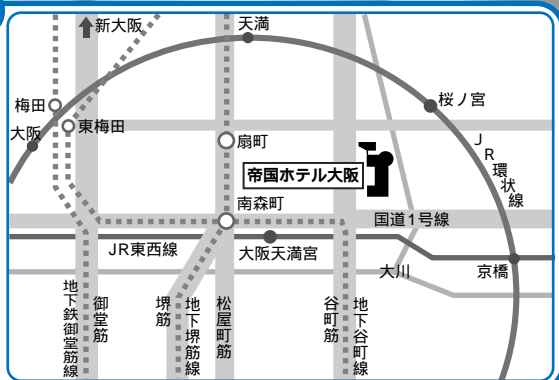 新大阪
天満
梅田
桜ノ宮
大阪
東梅田
扇町
JR環状線
帝国ホテル大阪
南森町
国道1号線
JR東西線
大阪天満宮
大川
京橋
地下鉄御堂筋線
御堂筋
堺筋
地下堺筋線
松屋町筋
谷町筋
地下谷町線